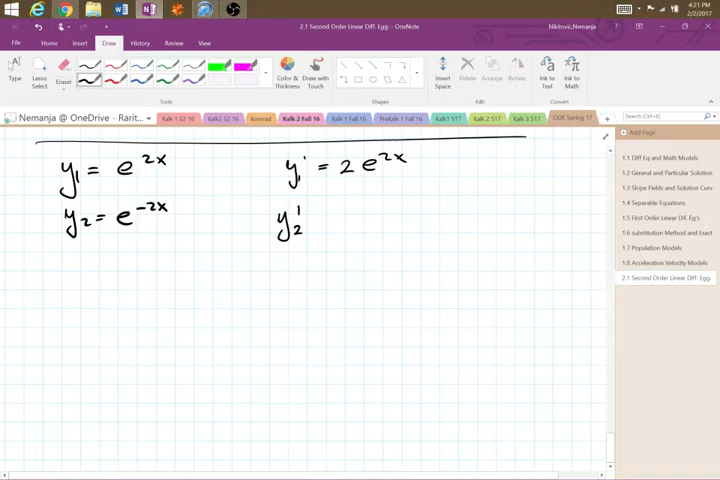 4:21 PM
2/2/2017
2.1 Second Order Linear Diff. Egg. - OneNote
Nikitovic, Nemanja
File Home Insert Draw History Review View
Type
Lasso Select
Eraser
Color & Thickness
Draw with Touch
Insert Space
Delete
Arrange
Rotate
Ink to Text
Ink to Math
Tools
Shapes
Edit
Convert
Nemanja @ OneDrive - Rarit...
Kalk 1 S2 16
Kalk2 S2 16
konrad
Kalk 2 Fall 16
Kalk 1 Fall 16
PreKalk 1 Fall 16
Kalk1 S17
Kalk 2 S17
Kalk 3 S17
ODE Spring 17
Search (Ctrl+E)
Add Page
y₁ = e^{2x} y₁' = 2 e^{2x}
y₂ = e^{-2x} y₂'
1.1 Diff Eq and Math Models
1.2 General and Particular Solution
1.3 Slope Fields and Solution Curv
1.4 Separable Equations
1.5 First Order Linear Dif. Eg's
1.6 substitution Method and Exact
1.7 Population Models
1.8 Acceleration Velocity Models
2.1 Second Order Linear Diff. Egg.